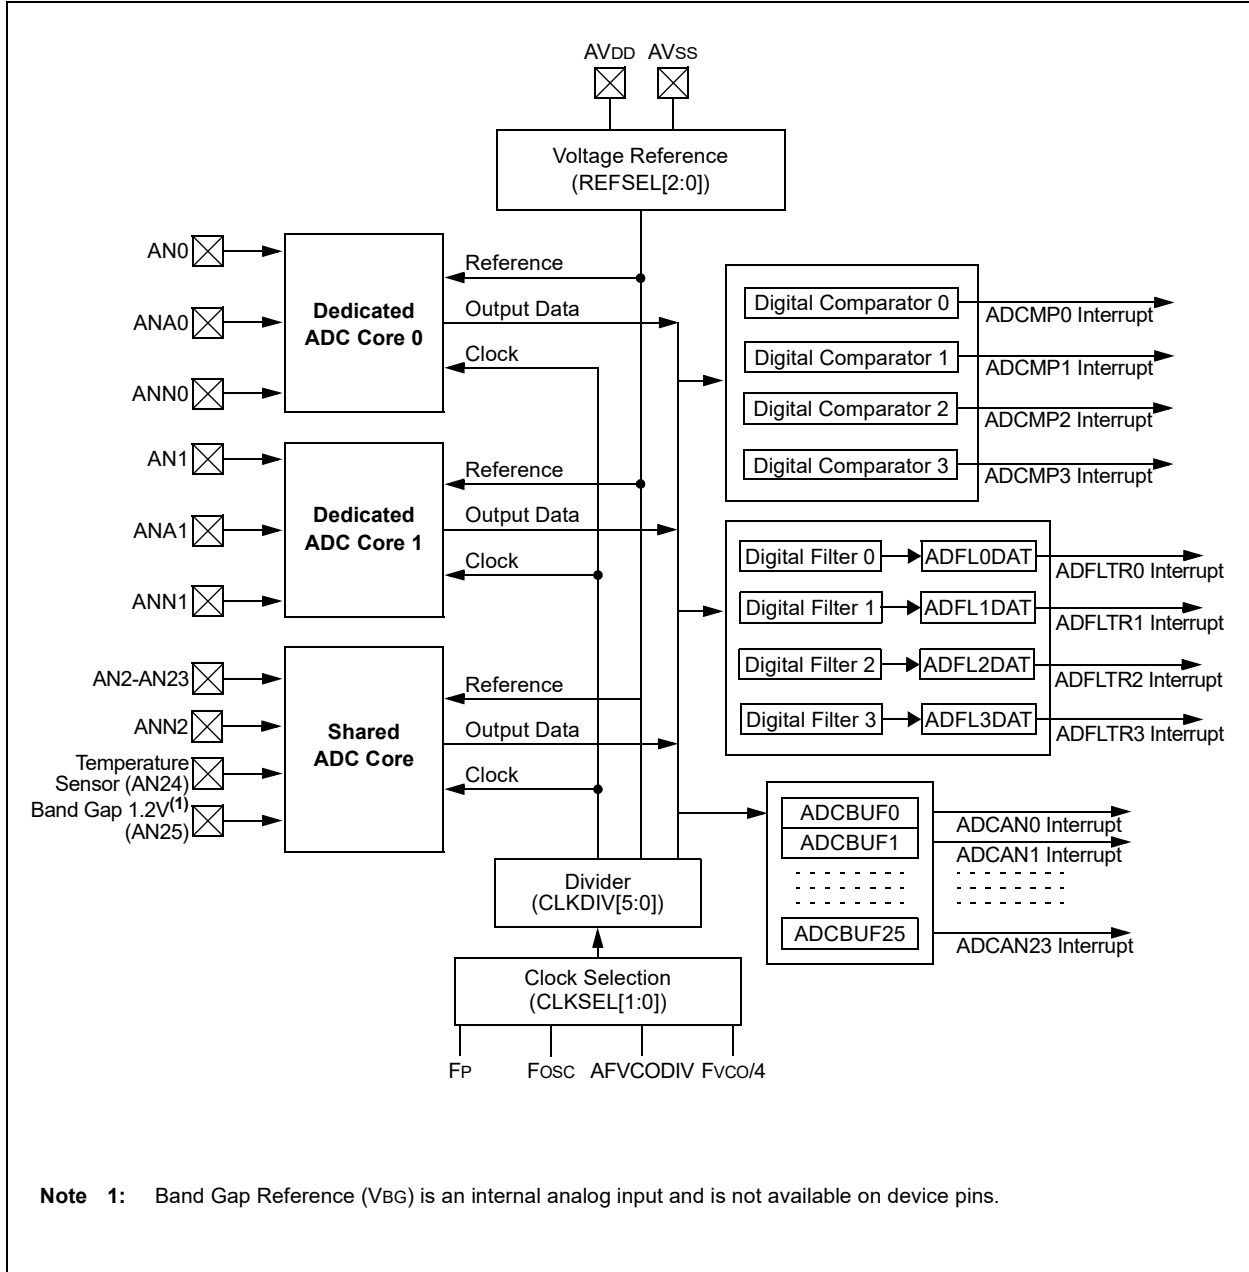 AVDD AVSS
Voltage Reference
(REFSEL[2:0])
AN0
ANA0
ANN0
Dedicated
ADC Core 0
Reference
Output Data
Clock
AN1
ANA1
ANN1
Dedicated
ADC Core 1
Reference
Output Data
Clock
AN2-AN23
ANN2
Temperature
Sensor (AN24)
Band Gap 1.2V(1)
(AN25)
Shared
ADC Core
Reference
Output Data
Clock
Digital Comparator 0
ADCMP0 Interrupt
Digital Comparator 1
ADCMP1 Interrupt
Digital Comparator 2
ADCMP2 Interrupt
Digital Comparator 3
ADCMP3 Interrupt
Digital Filter 0 ADFL0DAT
ADFLTR0 Interrupt
Digital Filter 1 ADFL1DAT
ADFLTR1 Interrupt
Digital Filter 2 ADFL2DAT
ADFLTR2 Interrupt
Digital Filter 3 ADFL3DAT
ADFLTR3 Interrupt
ADCBUF0
ADCAN0 Interrupt
ADCBUF1
ADCAN1 Interrupt
ADCBUF25
ADCAN23 Interrupt
Divider
(CLKDIV[5:0])
Clock Selection
(CLKSEL[1:0])
FP FOSC AFVCODIV FVCO/4
Note 1: Band Gap Reference (VBG) is an internal analog input and is not available on device pins.